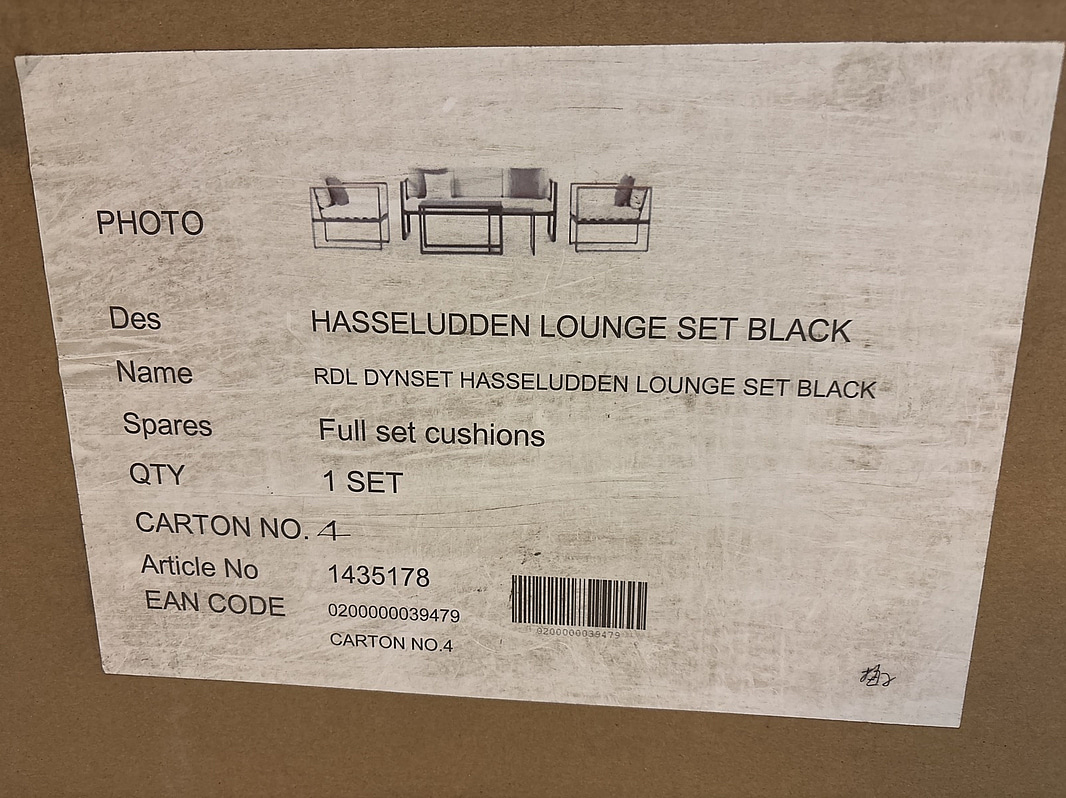 PHOTO
Des HASSELUDDEN LOUNGE SET BLACK
Name RDL DYNSET HASSELUDDEN LOUNGE SET BLACK
Spares Full set cushions
QTY 1 SET
CARTON NO. 4
Article No 1435178
EAN CODE 0200000039479
0200000039479
CARTON NO.4